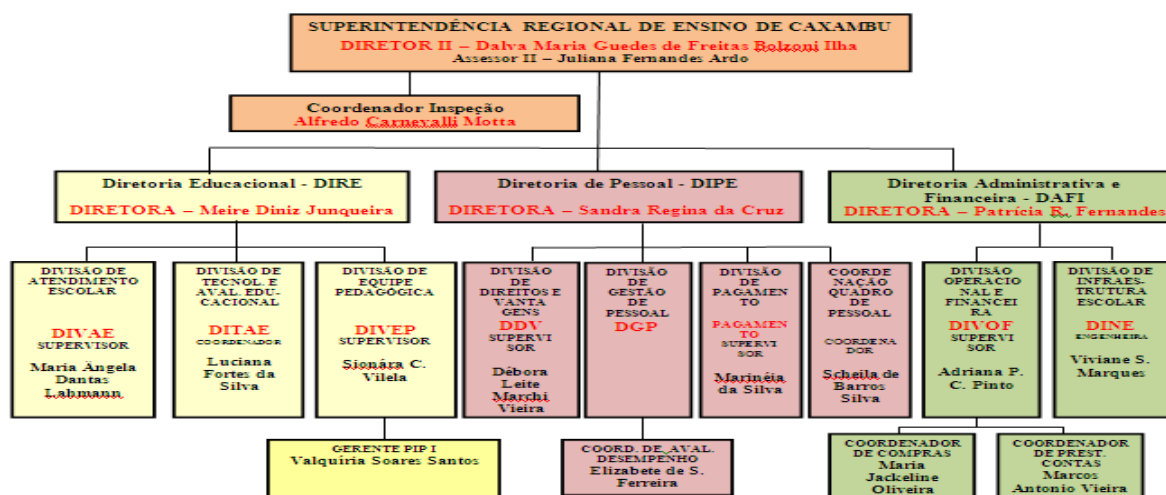 SUPERINTENDÊNCIA REGIONAL DE ENSINO DE CAXAMBU
DIRETOR II – Dalva Maria Guedes de Freitas Bolzoni Ilha
Assessor II – Juliana Fernandes Ardo
Coordenador Inspeção
Alfredo Carnevalli Motta
Diretoria Educacional - DIRE
DIRETORA – Meire Diniz Junqueira
Diretoria de Pessoal - DIPE
DIRETORA – Sandra Regina da Cruz
Diretoria Administrativa e
Financeira - DAFI
DIRETORA – Patrícia R. Fernandes
DIVISÃO DE
ATENDIMENTO
ESCOLAR
DIVAE
SUPERVISOR
Maria Ângela
Dantas
Lahmann
DIVISÃO DE
TECNOL. E
AVAL. EDU-
CACIONAL
DITAE
COORDENADOR
Luciana
Fortes da
Silva
DIVISÃO DE
EQUIPE
PEDAGÓGICA
DIVEP
SUPERVISOR
Sionára C.
Vilela
DIVISÃO
DE
DIREITOS E
VANTA
GENS
DDV
SUPERVI
SOR
Débora
Leite
Marchi
Vieira
DIVISÃO
DE
GESTÃO
DE
PESSOAL
DGP
DIVISÃO
DE
PAGAMEN
TO
PAGAMEN
TO
SUPERVI
SOR
Marinéia
da Silva
COORDE
NAÇÃO
QUADRO
DE
PESSOAL
COORDENA
DOR
Scheila de
Barros
Silva
DIVISÃO
OPERACIO
NAL E
FINANCEI
RA
DIVOF
SUPERVI
SOR
Adriana P.
C. Pinto
DIVISÃO DE
INFRAES-
TRUTURA
ESCOLAR
DINE
ENGENHEIRA
Viviane S.
Marques
GERENTE PIP I
Valquíria Soares Santos
COORD. DE AVAL.
DESEMPENHO
Elizabete de S.
Ferreira
COORDENADOR
DE COMPRAS
Maria
Jackeline
Oliveira
COORDENADOR
DE PREST.
CONTAS
Marcos
Antonio Vieira